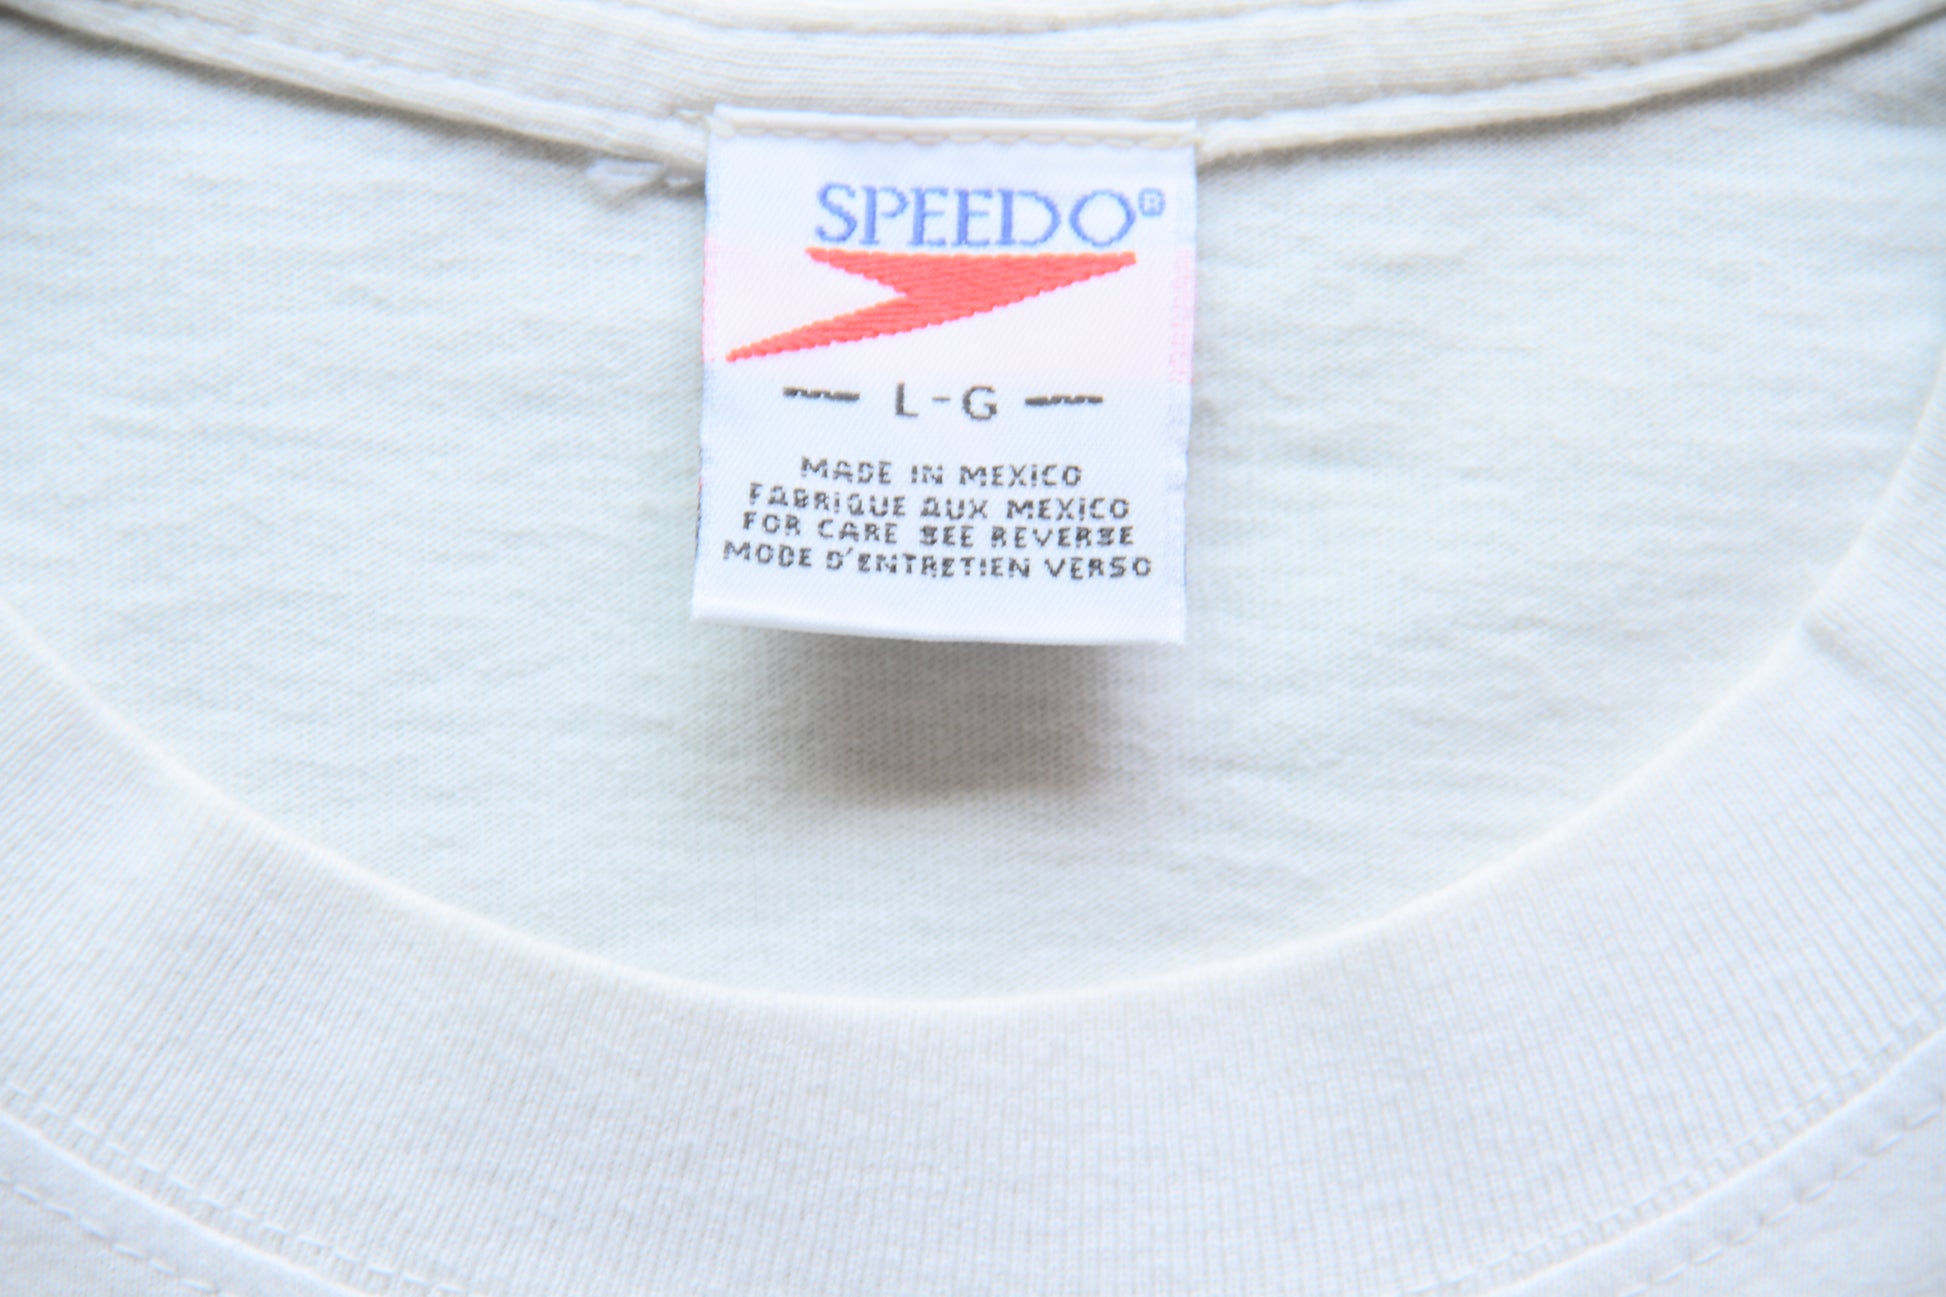 SPEEDO®
— L-G —
MADE IN MEXICO
FABRIQUE AUX MEXICO
FOR CARE SEE REVERSE
MODE D'ENTRETIEN VERSO